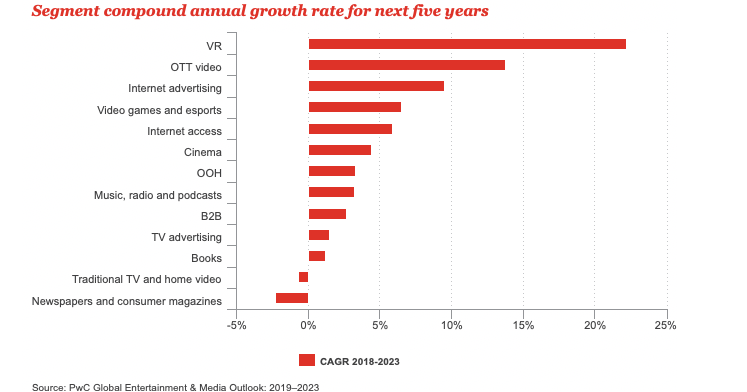 Segment compound annual growth rate for next five years
VR
OTT video
Internet advertising
Video games and esports
Internet access
Cinema
OOH
Music, radio and podcasts
B2B
TV advertising
Books
Traditional TV and home video
Newspapers and consumer magazines
-5% 0% 5% 10% 15% 20% 25%
CAGR 2018-2023
Source: PwC Global Entertainment & Media Outlook: 2019–2023